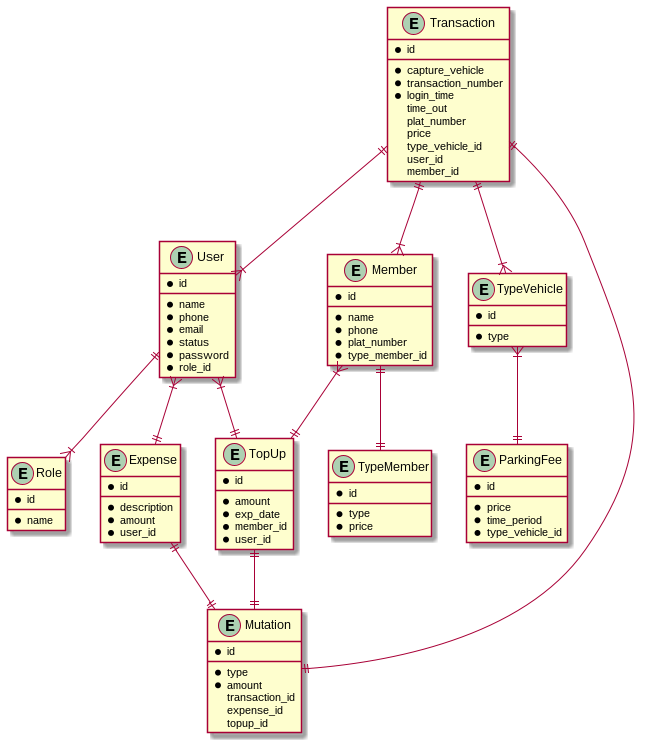 E Transaction
id
capture_vehicle
transaction_number
login_time
time_out
plat_number
price
type_vehicle_id
user_id
member_id
E User
id
name
phone
email
status
password
role_id
E Member
id
name
phone
plat_number
type_member_id
E TypeVehicle
id
type
E Role
id
name
E Expense
id
description
amount
user_id
E TopUp
id
amount
exp_date
member_id
user_id
E TypeMember
id
type
price
E ParkingFee
id
price
time_period
type_vehicle_id
E Mutation
id
type
amount
transaction_id
expense_id
topup_id